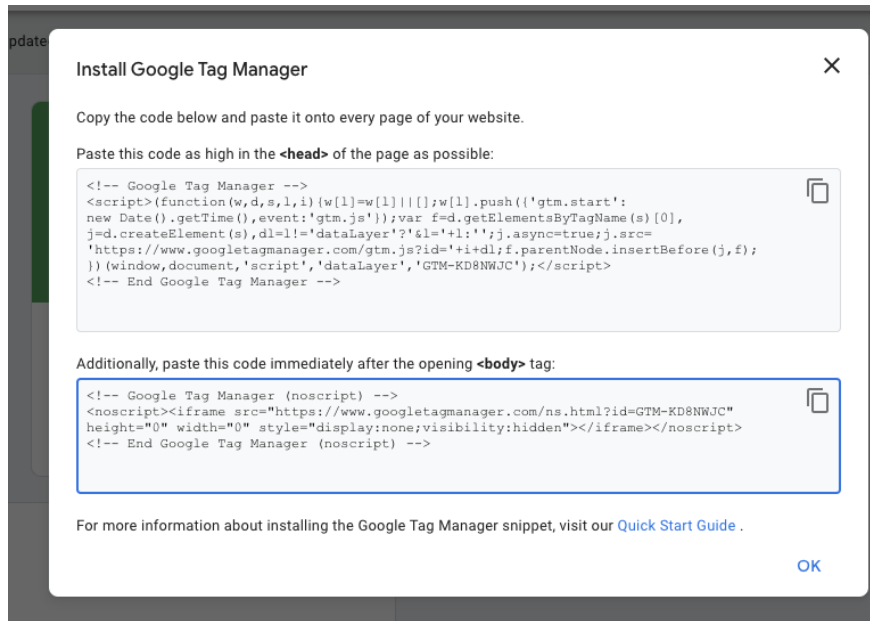 pdate
Install Google Tag Manager
Copy the code below and paste it onto every page of your website.
Paste this code as high in the <head> of the page as possible:
<!-- Google Tag Manager -->
<script>(function(w,d,s,l,i){w[l]=w[l]||[];w[l].push({'gtm.start':
new Date().getTime(),event:'gtm.js'});var f=d.getElementsByTagName(s)[0],
j=d.createElement(s),dl=l!='dataLayer'?'&l='+l:'';j.async=true;j.src=
'https://www.googletagmanager.com/gtm.js?id='+i+dl;f.parentNode.insertBefore(j,f);
})(window,document,'script','dataLayer','GTM-KD8NWJC');</script>
<!-- End Google Tag Manager -->
Additionally, paste this code immediately after the opening <body> tag:
<!-- Google Tag Manager (noscript) -->
<noscript><iframe src="https://www.googletagmanager.com/ns.html?id=GTM-KD8NWJC"
height="0" width="0" style="display:none;visibility:hidden"></iframe></noscript>
<!-- End Google Tag Manager (noscript) -->
For more information about installing the Google Tag Manager snippet, visit our Quick Start Guide .
OK